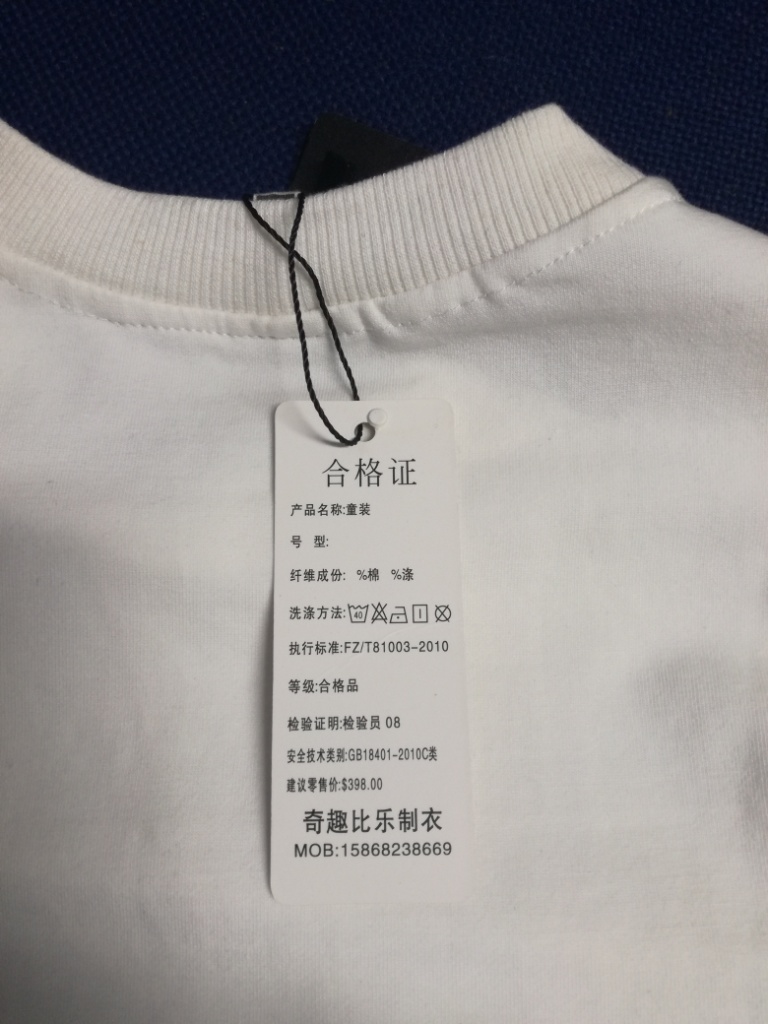 合格证
产品名称:童装
号 型:
纤维成份: %棉 %涤
洗涤方法: 40
执行标准:FZ/T81003-2010
等级:合格品
检验证明:检验员 08
安全技术类别:GB18401-2010C类
建议零售价:$398.00
奇趣比乐制衣
MOB:15868238669